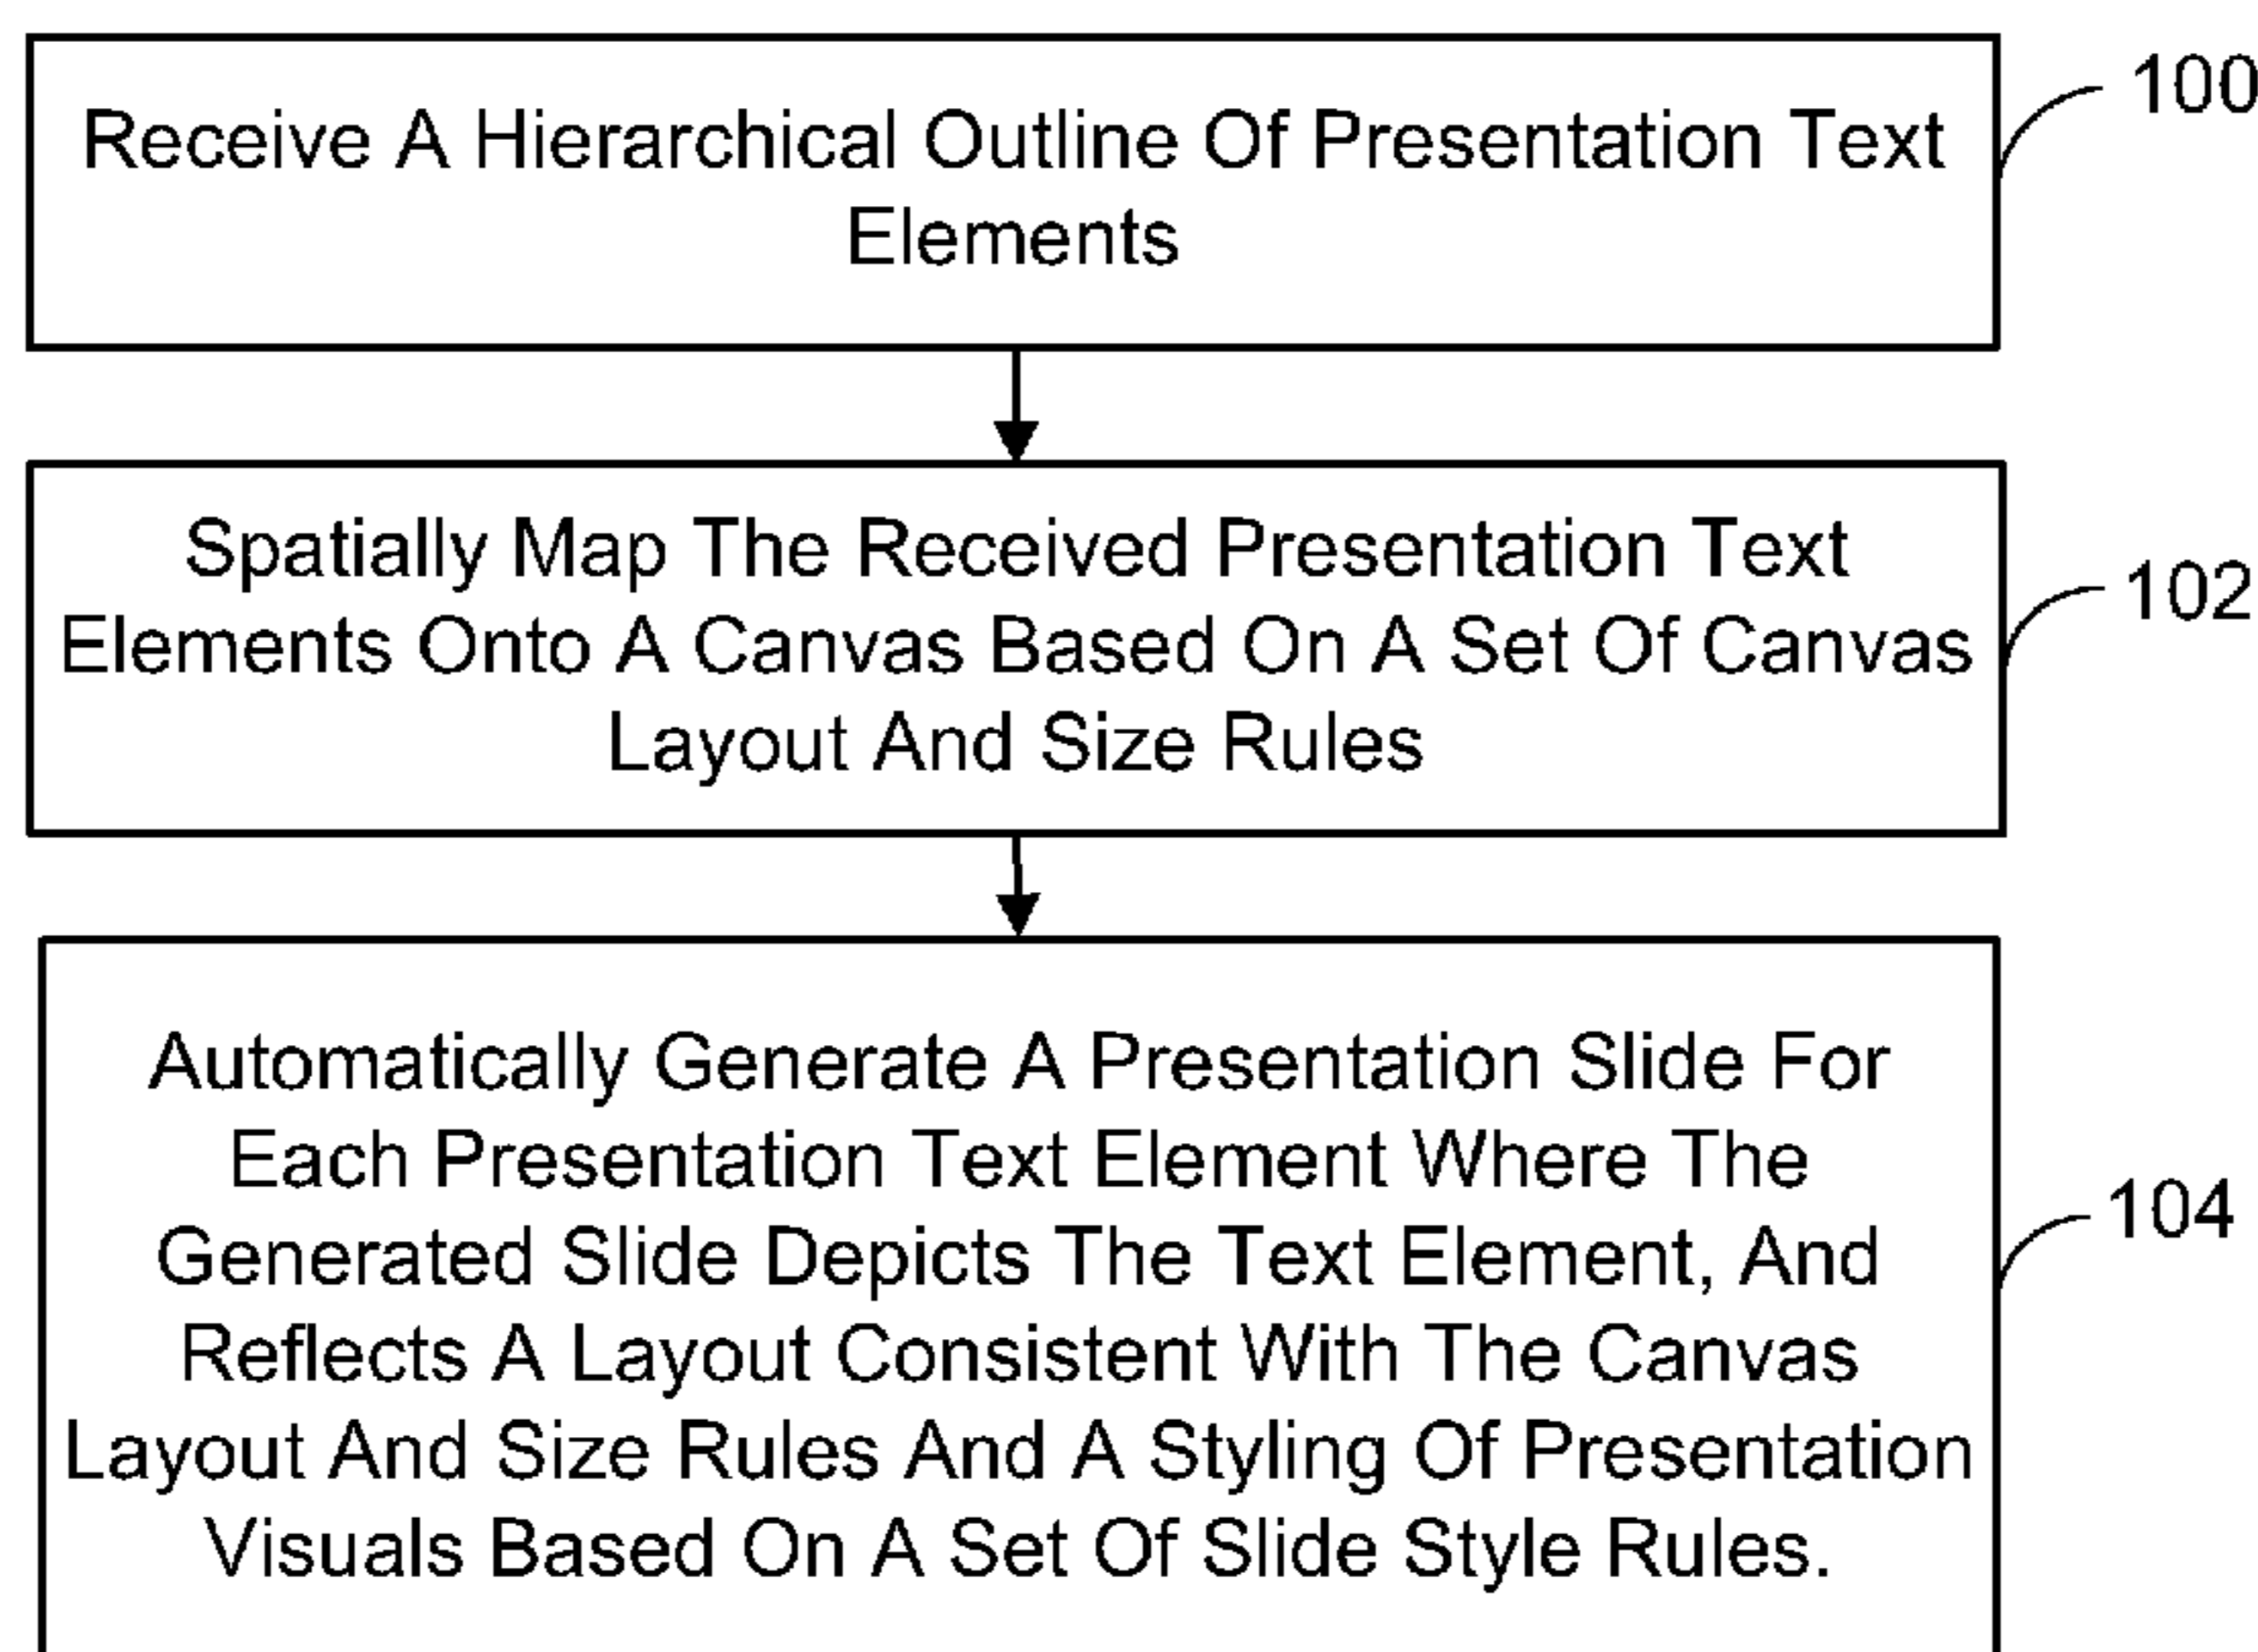 Receive A Hierarchical Outline Of Presentation Text
Elements
100
Spatially Map The Received Presentation Text
Elements Onto A Canvas Based On A Set Of Canvas
Layout And Size Rules
102
Automatically Generate A Presentation Slide For
Each Presentation Text Element Where The
Generated Slide Depicts The Text Element, And
Reflects A Layout Consistent With The Canvas
Layout And Size Rules And A Styling Of Presentation
Visuals Based On A Set Of Slide Style Rules.
104